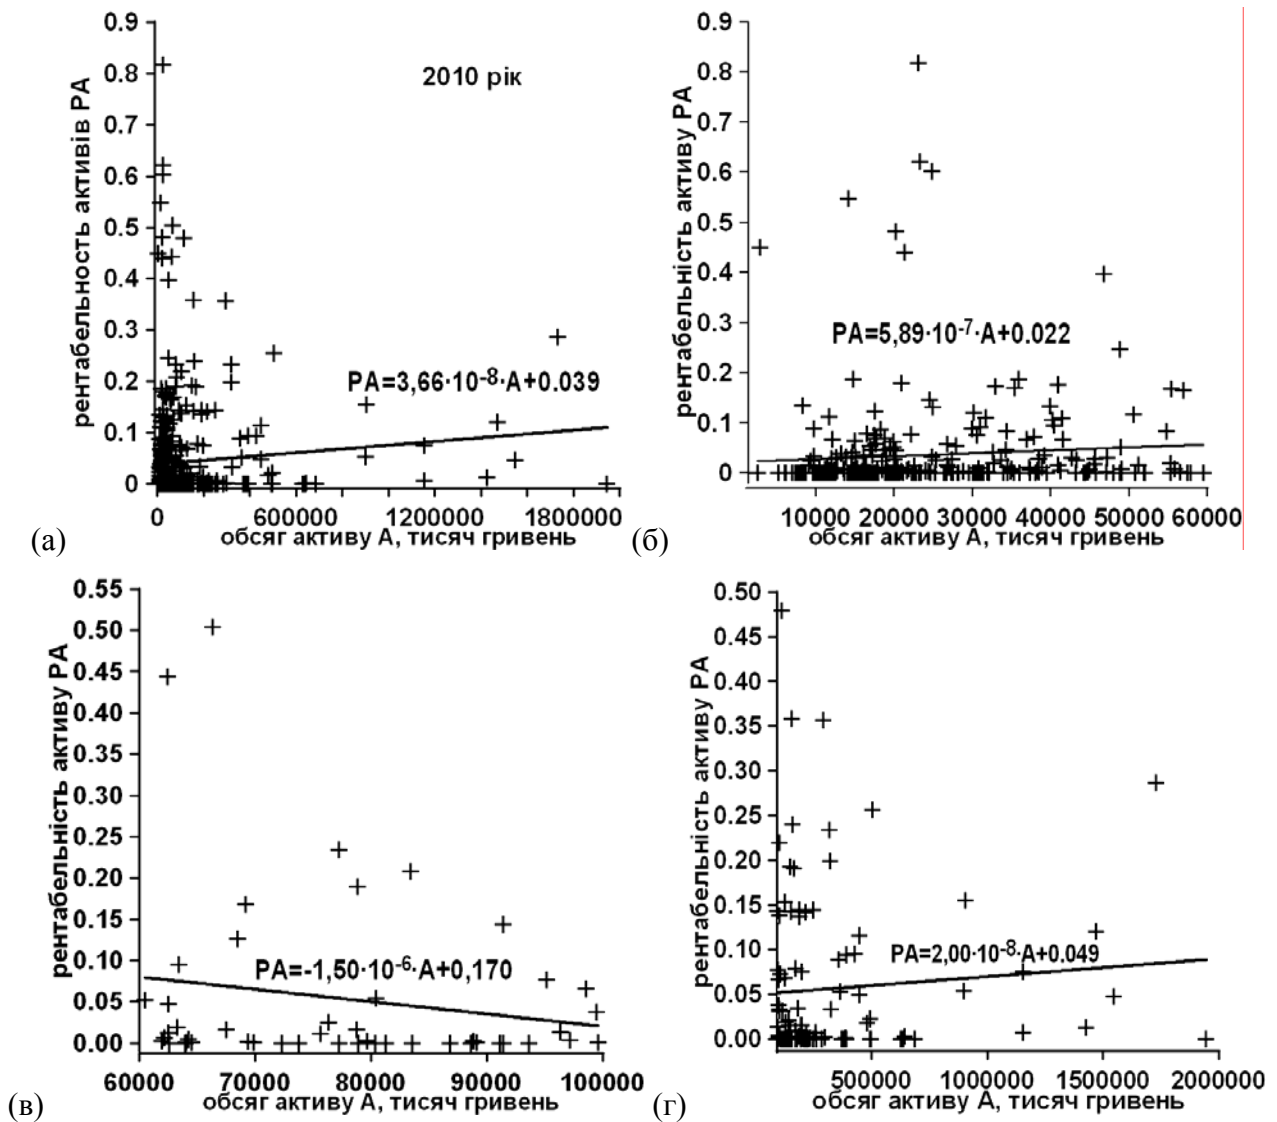 0.9
0.8
0.7
0.6
0.5
0.4
0.3
0.2
0.1
0
рентабельность активів РА
2010 рік
РА=3,66·10⁻⁸·А+0.039
0 600000 1200000 1800000
(а)
обсяг активу А, тисяч гривень
0.9
0.8
0.7
0.6
0.5
0.4
0.3
0.2
0.1
0
рентабельність активу РА
РА=5,89·10⁻⁷·А+0.022
10000 20000 30000 40000 50000 60000
(б)
обсяг активу А, тисяч гривень
0.55
0.50
0.45
0.40
0.35
0.30
0.25
0.20
0.15
0.10
0.05
0.00
рентабельність активу РА
РА=-1,50·10⁻⁶·А+0,170
60000 70000 80000 90000 100000
(в)
обсяг активу А, тисяч гривень
0.50
0.45
0.40
0.35
0.30
0.25
0.20
0.15
0.10
0.05
0.00
рентабельність активу РА
РА=2,00·10⁻⁸·А+0.049
500000 1000000 1500000 2000000
(г)
обсяг активу А, тисяч гривень